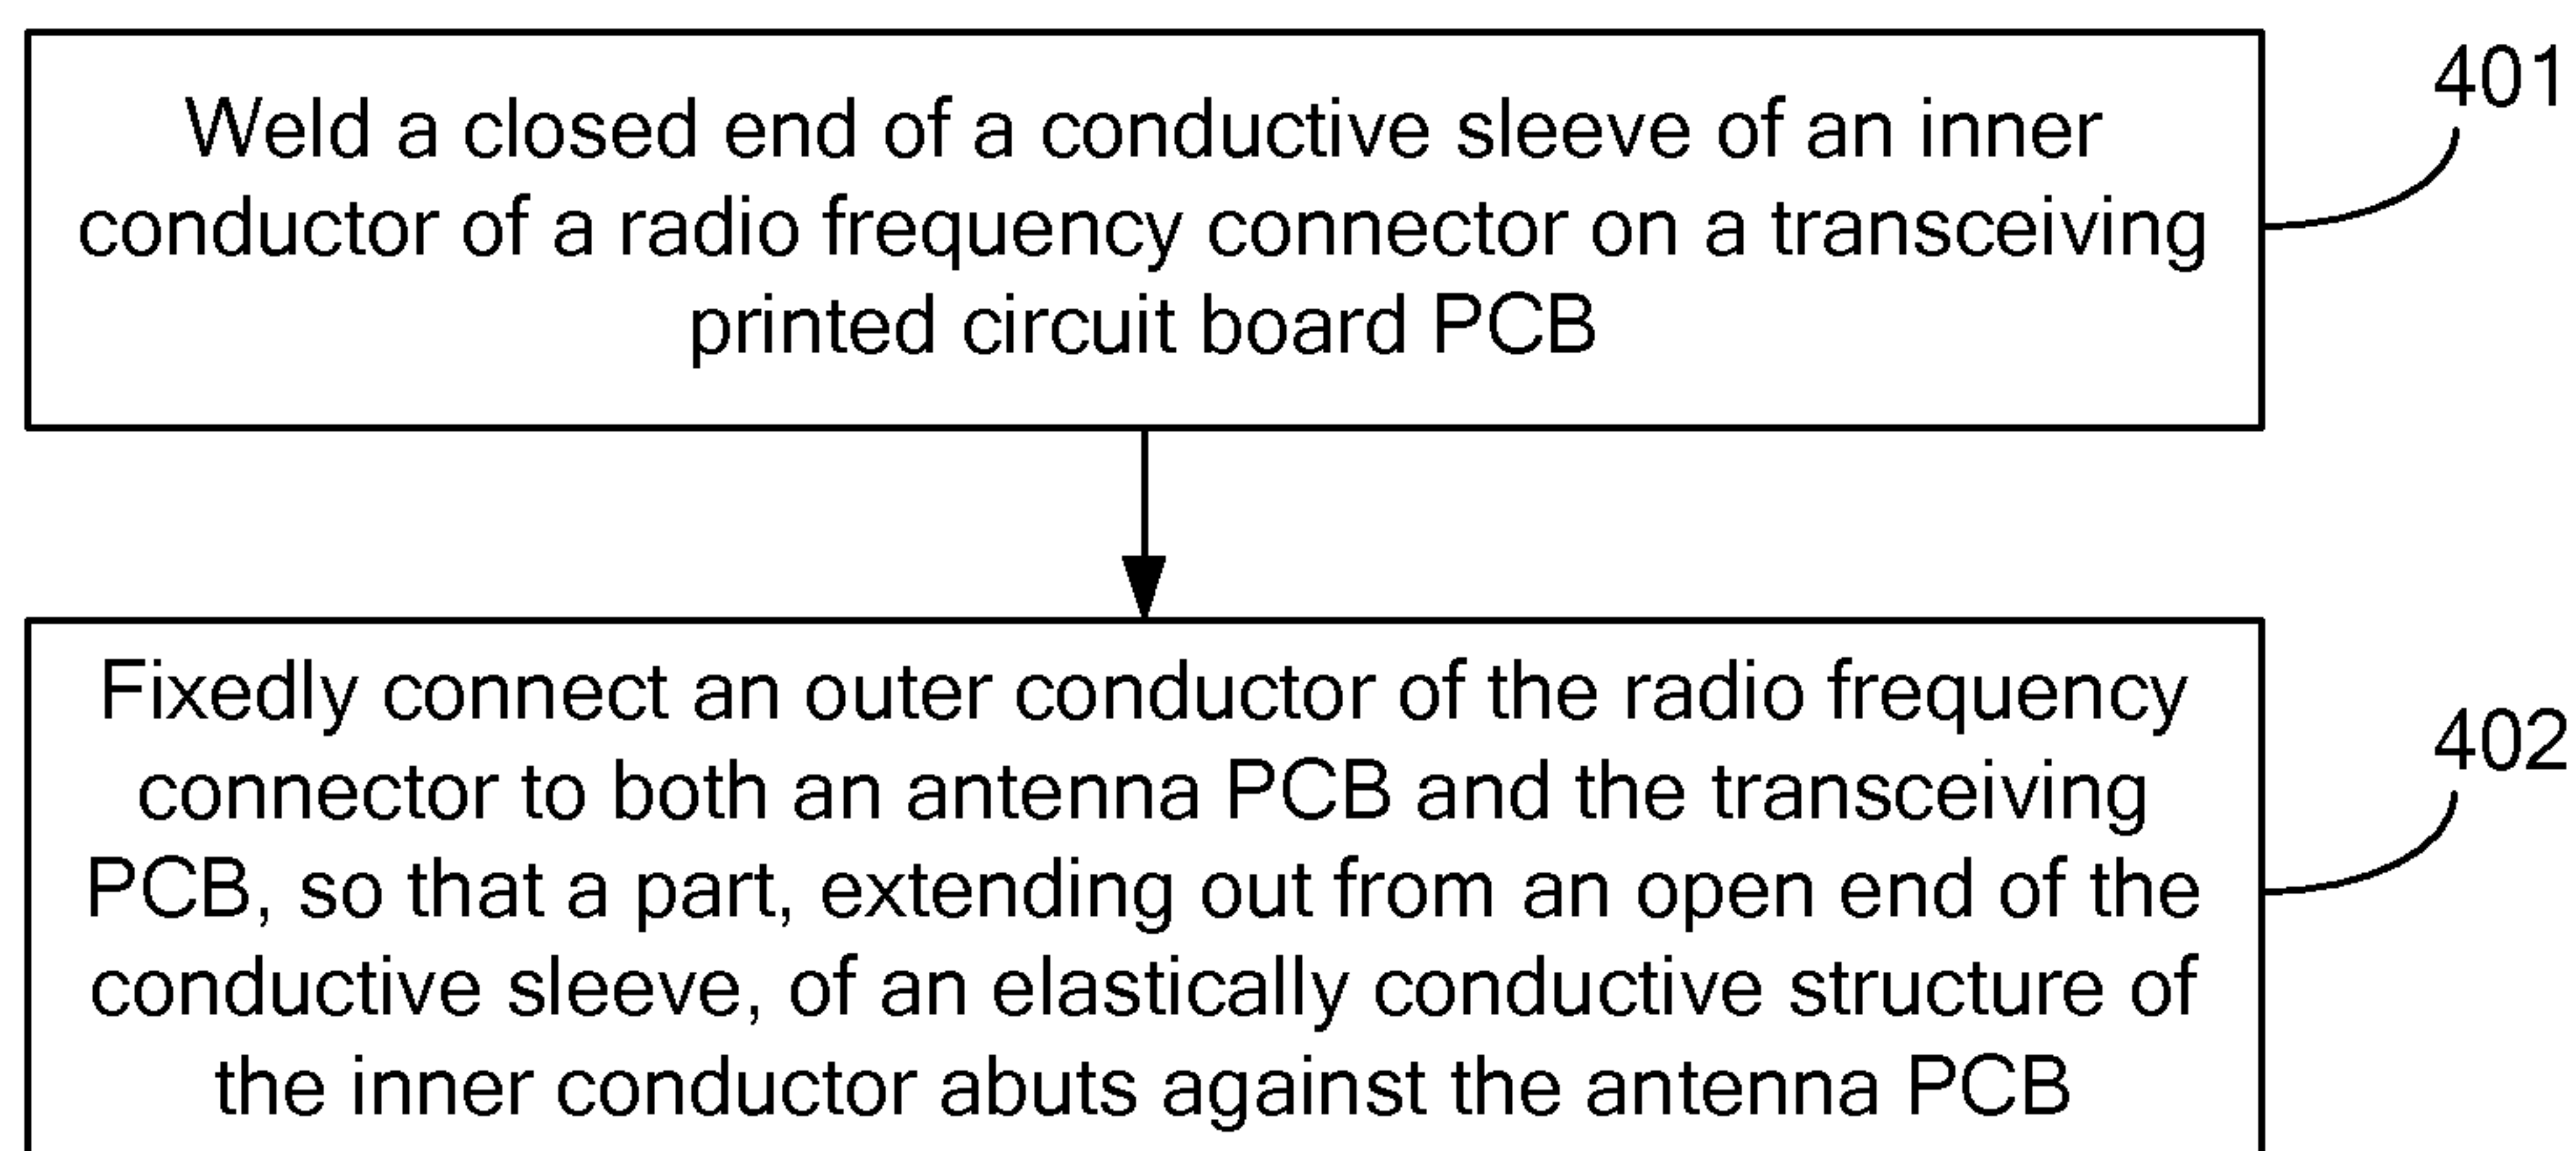 Weld a closed end of a conductive sleeve of an inner
conductor of a radio frequency connector on a transceiving
printed circuit board PCB
401
Fixedly connect an outer conductor of the radio frequency
connector to both an antenna PCB and the transceiving
PCB, so that a part, extending out from an open end of the
conductive sleeve, of an elastically conductive structure of
the inner conductor abuts against the antenna PCB
402